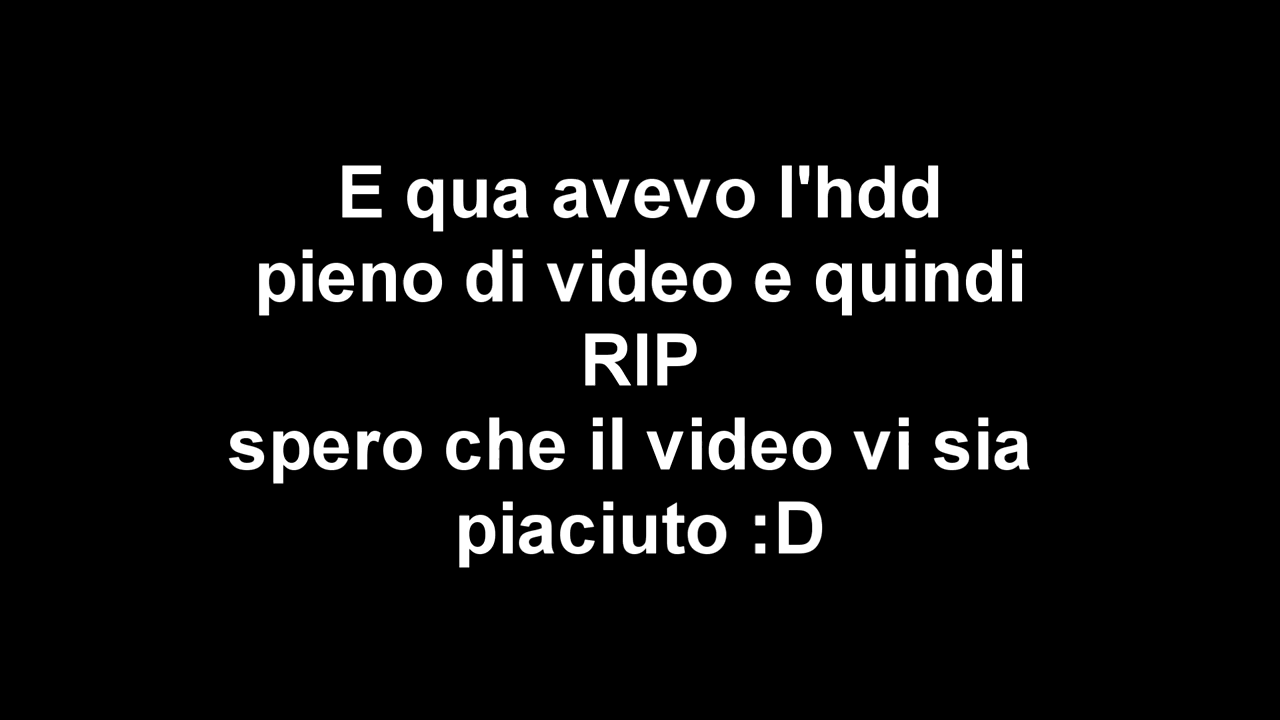 E qua avevo l'hdd
pieno di video e quindi
RIP
spero che il video vi sia
piaciuto :D